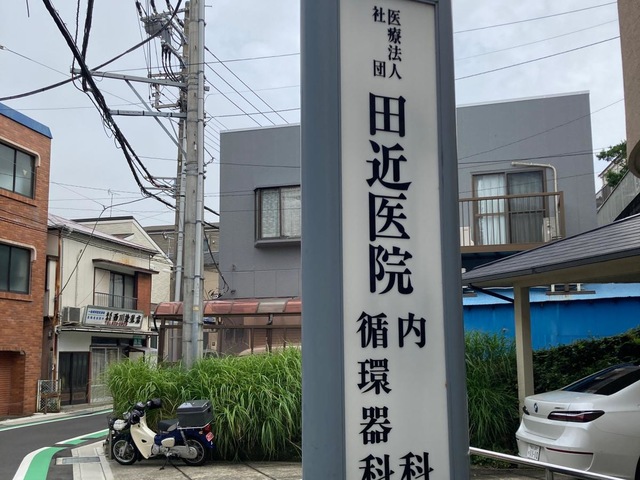 医療法人
社団
田近医院
内科
循環器科